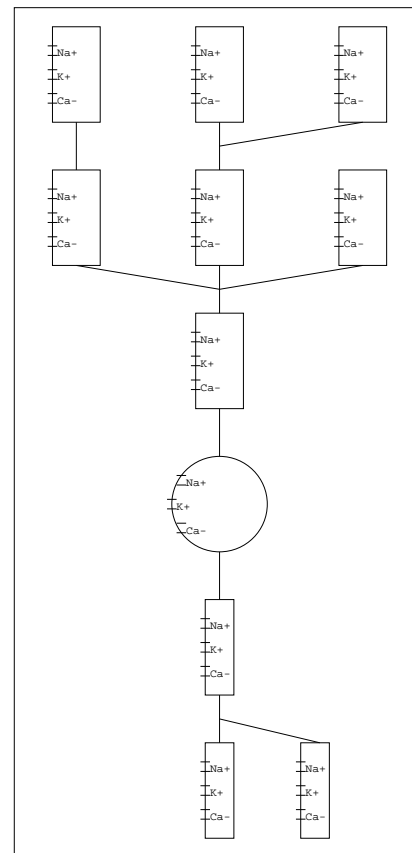 Na+ Na+ Na+
K+ K+ K+
Ca- Ca- Ca-
Na+ Na+ Na+
K+ K+ K+
Ca- Ca- Ca-
Na+
K+
Ca-
Na+
K+
Ca-
Na+
K+
Ca-
Na+ Na+
K+ K+
Ca- Ca-